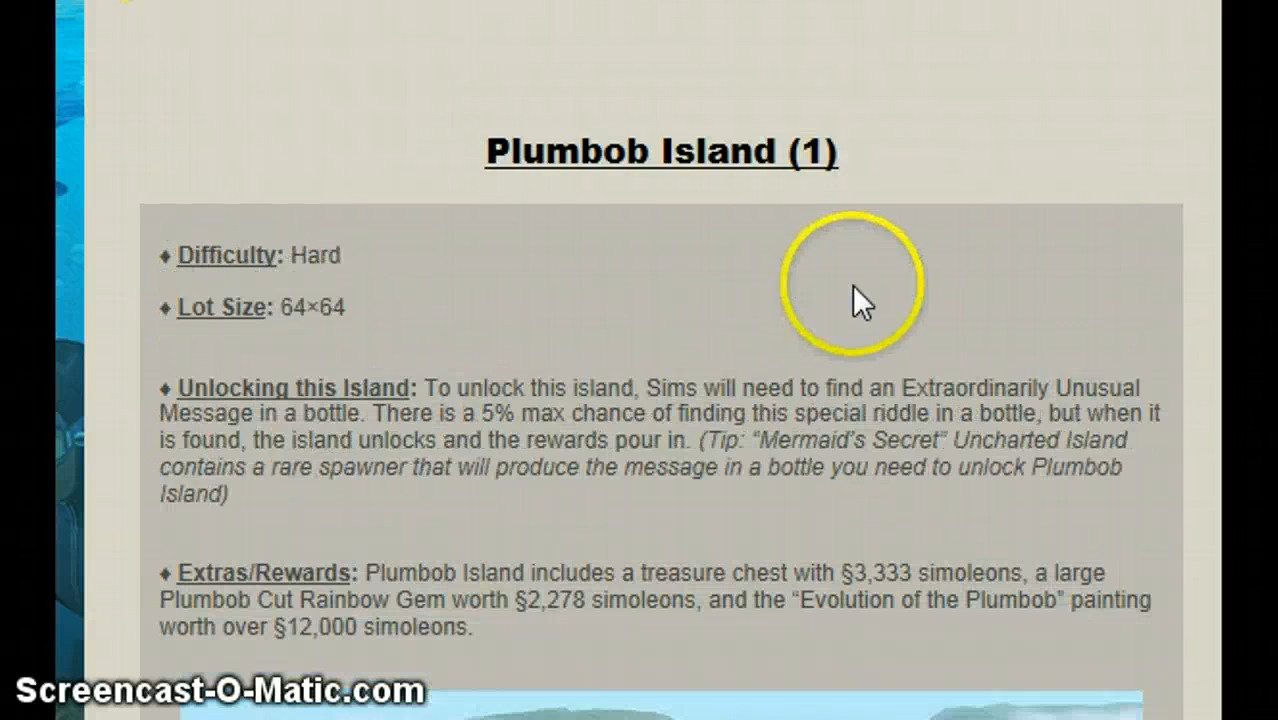 Plumbob Island (1)
♦ Difficulty: Hard
♦ Lot Size: 64×64
♦ Unlocking this Island: To unlock this island, Sims will need to find an Extraordinarily Unusual
Message in a bottle. There is a 5% max chance of finding this special riddle in a bottle, but when it
is found, the island unlocks and the rewards pour in. (Tip: “Mermaid’s Secret” Uncharted Island
contains a rare spawner that will produce the message in a bottle you need to unlock Plumbob
Island)
♦ Extras/Rewards: Plumbob Island includes a treasure chest with §3,333 simoleons, a large
Plumbob Cut Rainbow Gem worth §2,278 simoleons, and the “Evolution of the Plumbob” painting
worth over §12,000 simoleons.
Screencast-O-Matic.com